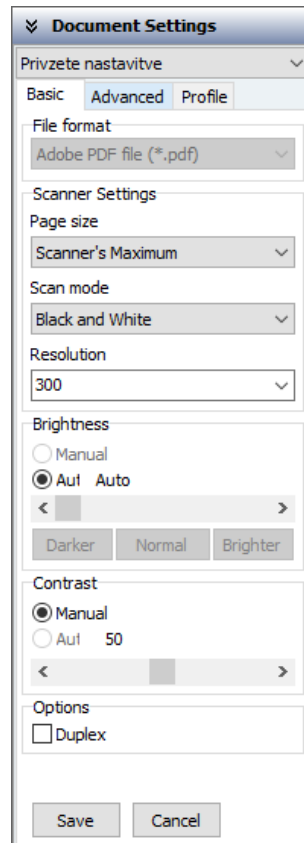 Document Settings
Privzete nastavitve
Basic Advanced Profile
File format
Adobe PDF file (*.pdf)
Scanner Settings
Page size
Scanner's Maximum
Scan mode
Black and White
Resolution
300
Brightness
Manual
Aut Auto
Darker Normal Brighter
Contrast
Manual
Aut 50
Options
Duplex
Save Cancel